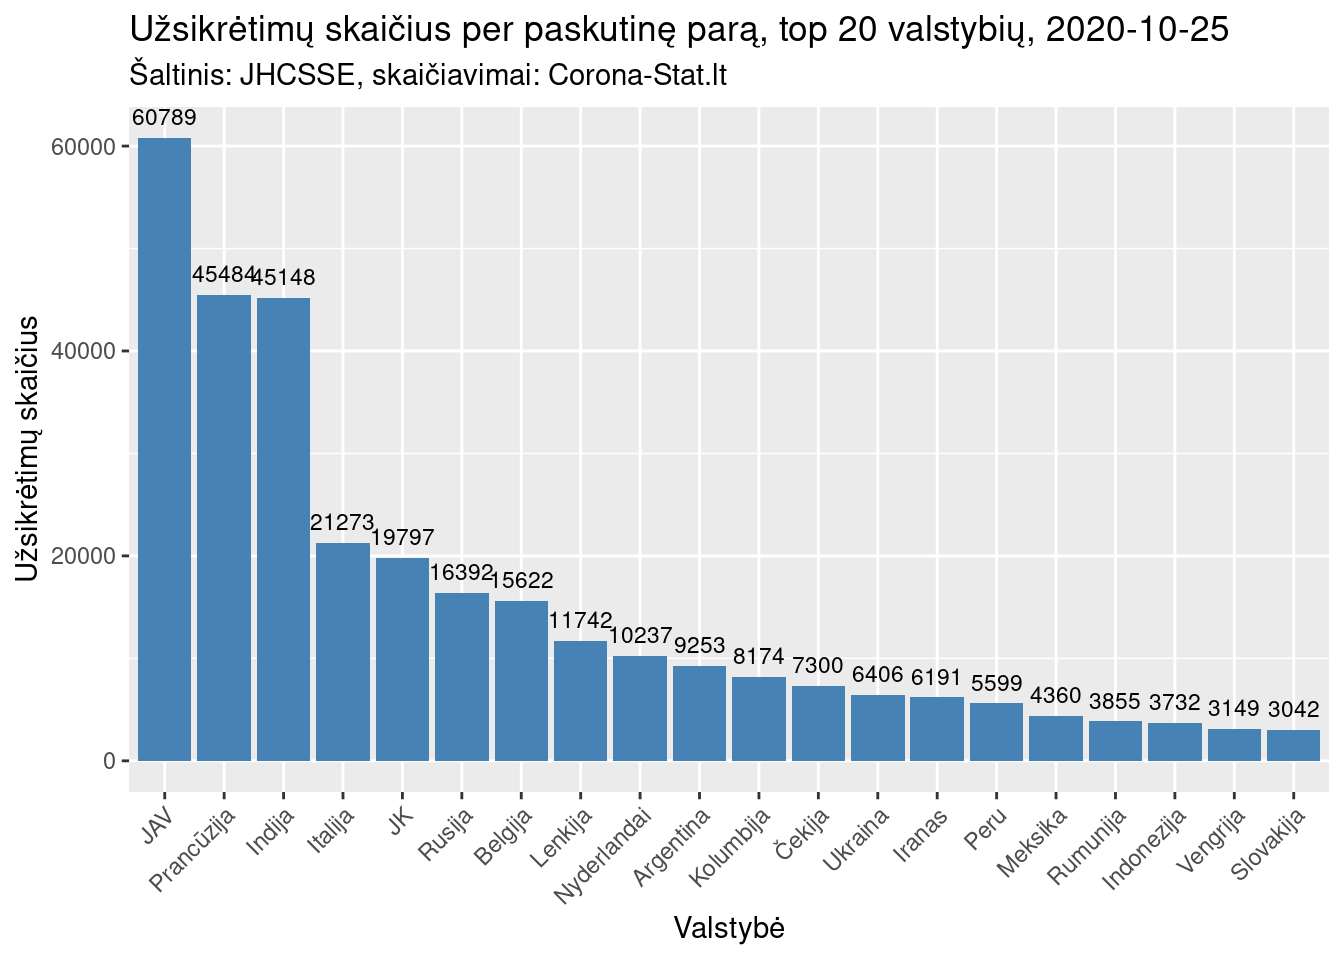 Užsikrėtimų skaičius per paskutinę parą, top 20 valstybių, 2020-10-25
Šaltinis: JHCSSE, skaičiavimai: Corona-Stat.lt
Užsikrėtimų skaičius
60000
40000
20000
0
60789
45484
45148
21273
19797
16392
15622
11742
10237
9253
8174
7300
6406
6191
5599
4360
3855
3732
3149
3042
JAV
Prancūzija
Indija
Italija
JK
Rusija
Belgija
Lenkija
Nyderlandai
Argentina
Kolumbija
Čekija
Ukraina
Iranas
Peru
Meksika
Rumunija
Indonezija
Vengrija
Slovakija
Valstybė